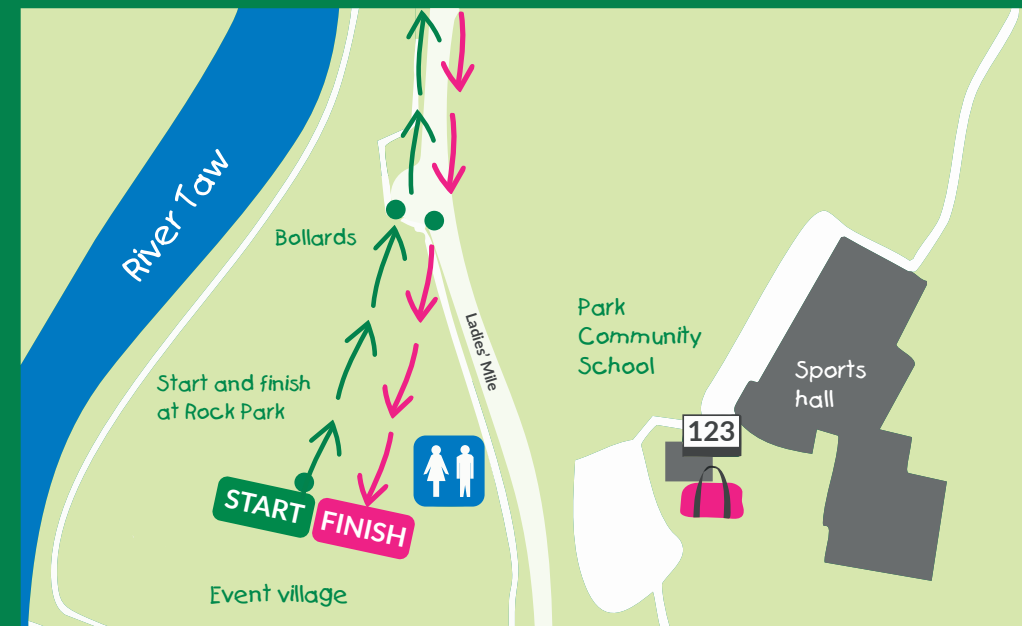 River Taw
Bollards
Ladies' Mile
Park
Community
School
Sports
hall
Start and finish
at Rock Park
123
START
FINISH
Event village